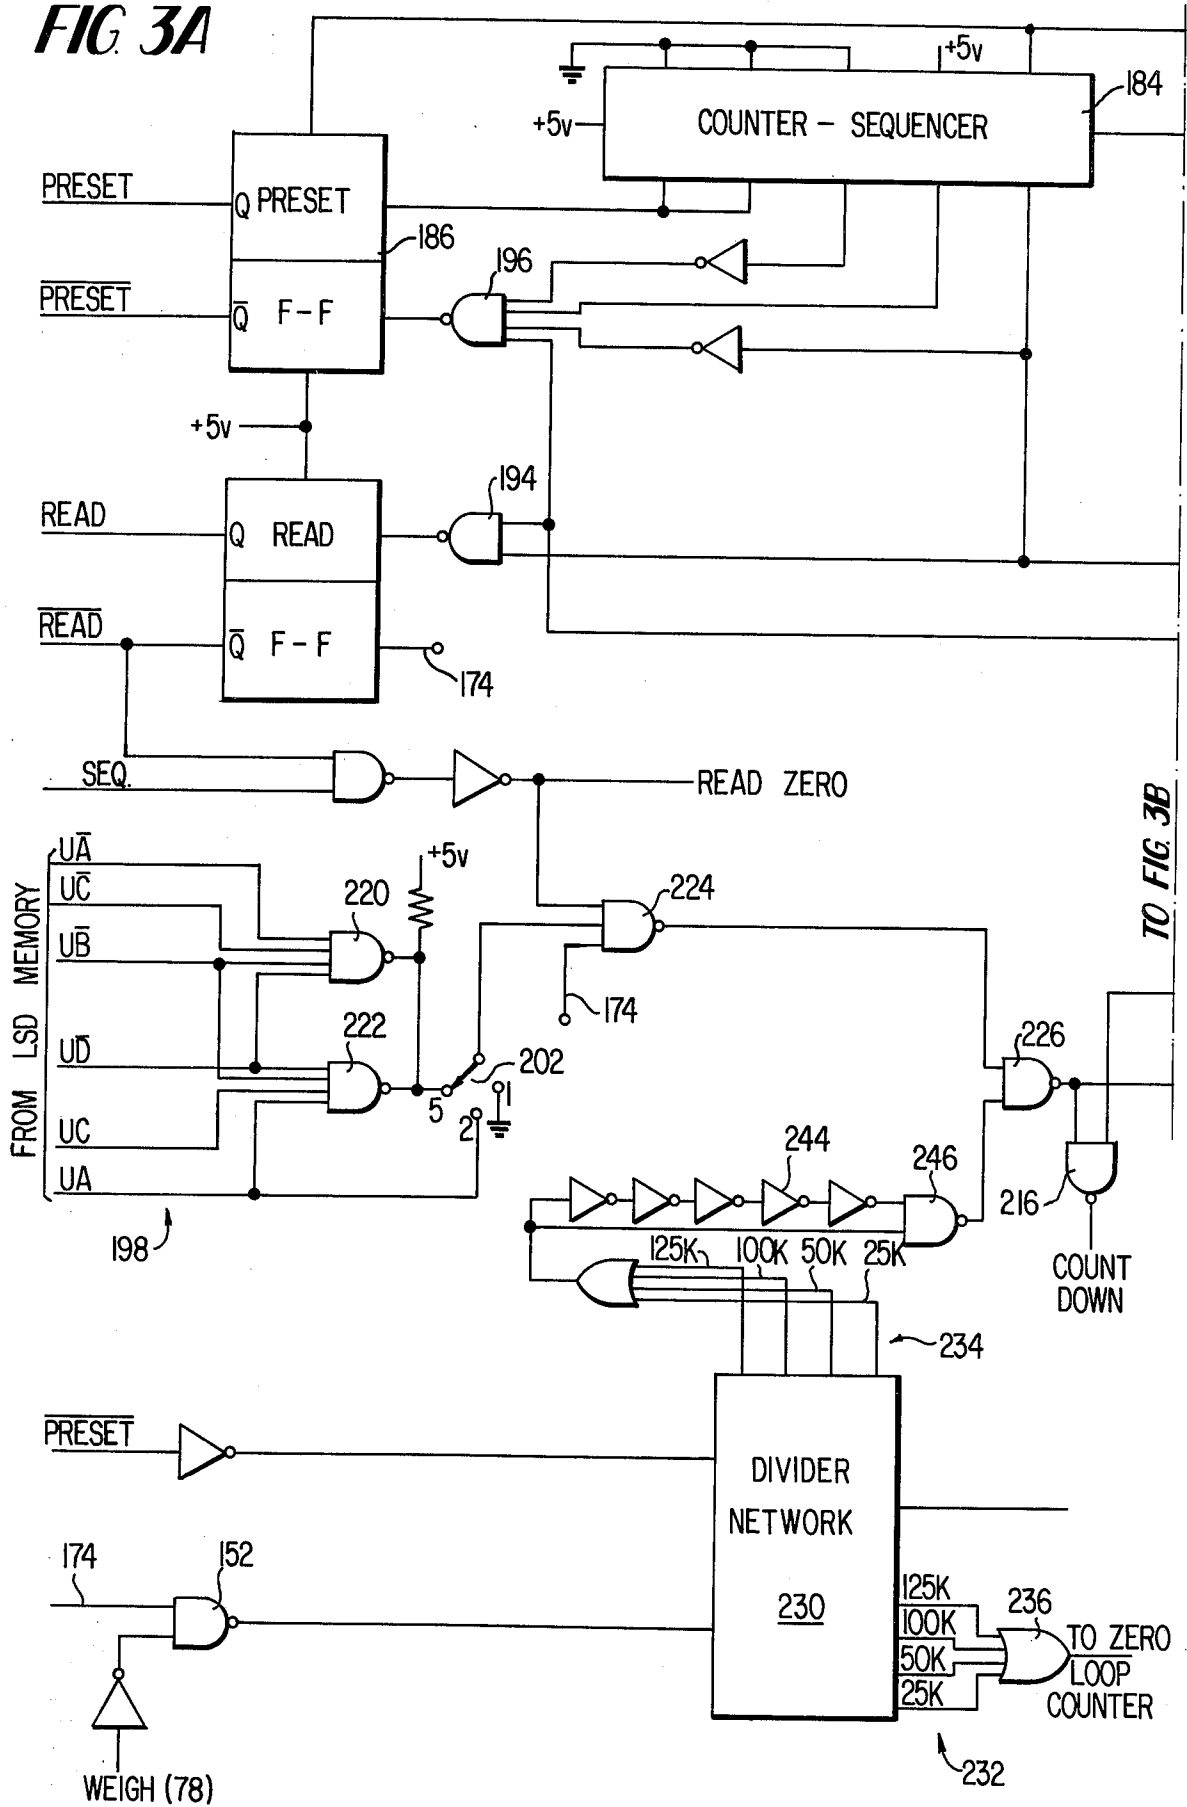 FIG. 3A
+5v
184
+5v
COUNTER – SEQUENCER
PRESET
Q PRESET
186
196
PRESET
Q̅ F-F
+5v
194
READ
Q READ
READ
Q̅ F-F
174
SEQ.
READ ZERO
UA̅
+5v
UC̅
220
224
UB̅
174
222
UD̅
202
226
5
1
2
UC
UA
FROM LSD MEMORY
198
244
246
216
125K
100K
50K
25K
COUNT
DOWN
234
TO FIG. 3B
PRESET
DIVIDER
NETWORK
230
174
152
125K
100K
50K
25K
236
TO ZERO
LOOP
COUNTER
232
WEIGH (78)